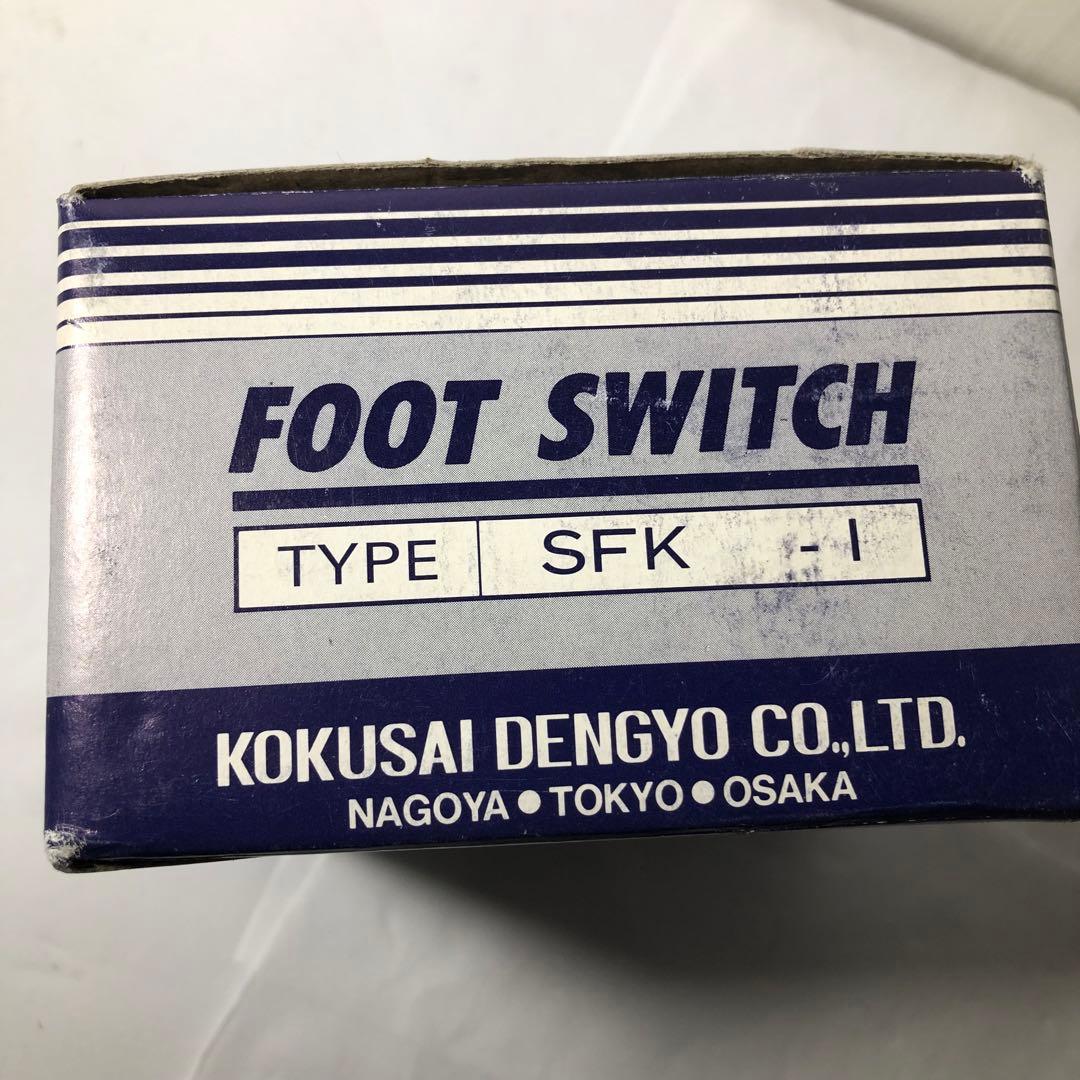 FOOT SWITCH
TYPE SFK -1
KOKUSAI DENGYO CO.,LTD.
NAGOYA ● TOKYO ● OSAKA